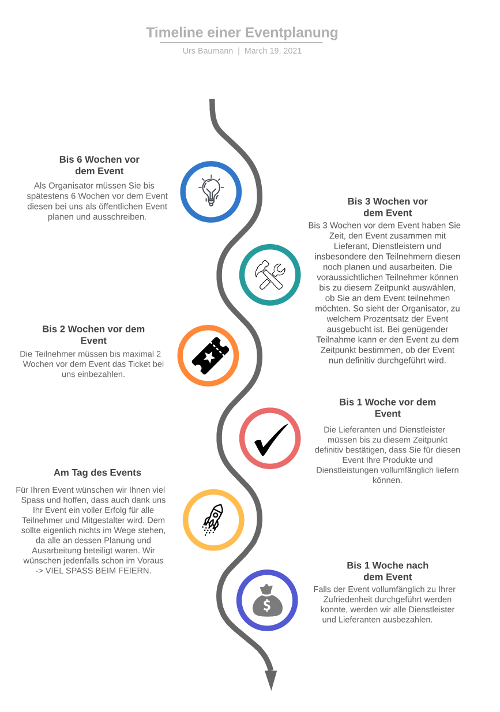 Timeline einer Eventplanung
Urs Baumann | March 19, 2021
Bis 6 Wochen vor
dem Event
Als Organisator müssen Sie bis
spätestens 6 Wochen vor dem Event
diesen bei uns als öffentlichen Event
planen und ausschreiben.
Bis 3 Wochen vor
dem Event
Bis 3 Wochen vor dem Event haben Sie
Zeit, den Event zusammen mit
Lieferant, Dienstleistern und
insbesondere den Teilnehmern diesen
noch planen und ausarbeiten. Die
voraussichtlichen Teilnehmer können
bis zu diesem Zeitpunkt auswählen,
ob Sie an dem Event teilnehmen
möchten. So sieht der Organisator, zu
welchem Prozentsatz der Event
ausgebucht ist. Bei genügender
Teilnahme kann er den Event zu dem
Zeitpunkt bestimmen, ob der Event
nun definitiv durchgeführt wird.
Bis 2 Wochen vor dem
Event
Die Teilnehmer müssen bis maximal 2
Wochen vor dem Event das Ticket bei
uns einbezahlen.
Bis 1 Woche vor dem
Event
Die Lieferanten und Dienstleister
müssen bis zu diesem Zeitpunkt
definitiv bestätigen, dass Sie für diesen
Event Ihre Produkte und
Dienstleistungen vollumfänglich liefern
können.
Am Tag des Events
Für Ihren Event wünschen wir Ihnen viel
Spass und hoffen, dass auch dank uns
Ihr Event ein voller Erfolg für alle
Teilnehmer und Mitgestalter wird. Dem
sollte eigenlich nichts im Wege stehen,
da alle an dessen Planung und
Ausarbeitung beteiligt waren. Wir
wünschen jedenfalls schon im Voraus
-> VIEL SPASS BEIM FEIERN.
Bis 1 Woche nach
dem Event
Falls der Event vollumfänglich zu Ihrer
Zufriedenheit durchgeführt werden
konnte, werden wir alle Dienstleister
und Lieferanten ausbezahlen.
$